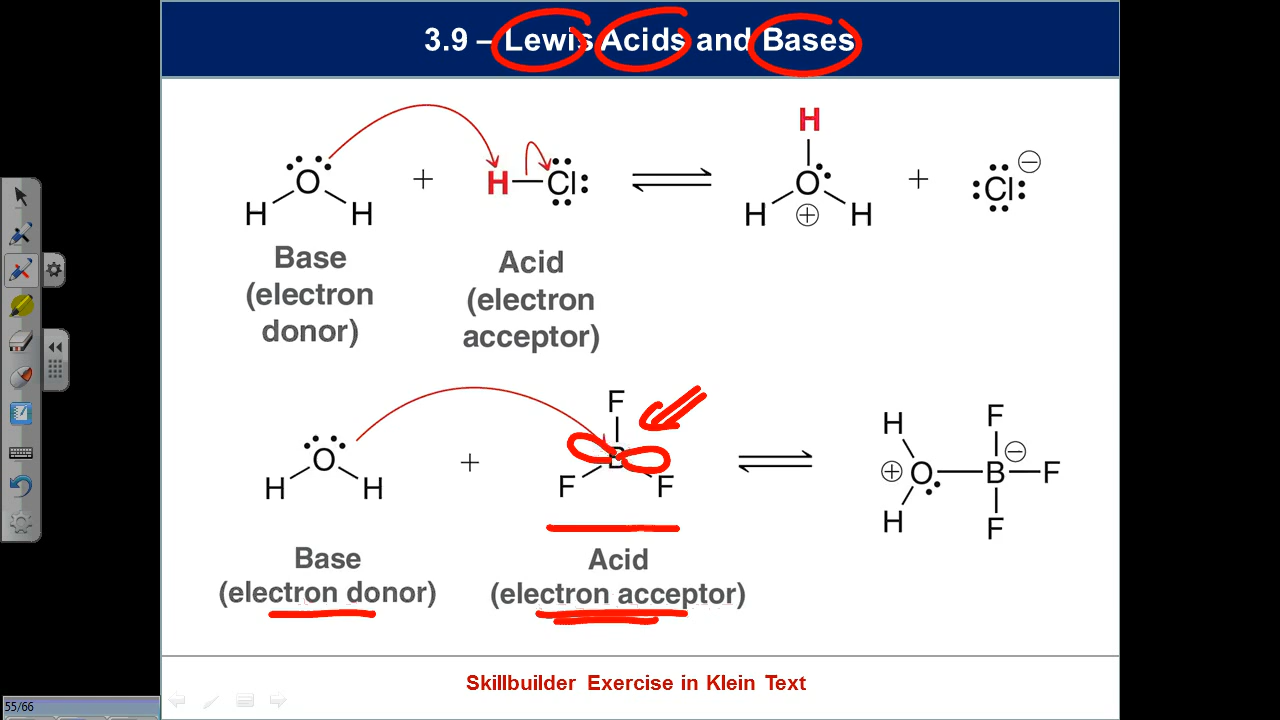 3.9 – Lewis Acids and Bases
H
O
H H
+
H Cl
H
O
H H
+
+
Cl
−
Base
(electron
donor)
Acid
(electron
acceptor)
O
H H
+
F
B
F F
H
O
H
+
F
B
F
F
−
Base
(electron donor)
Acid
(electron acceptor)
Skillbuilder Exercise in Klein Text
55/66